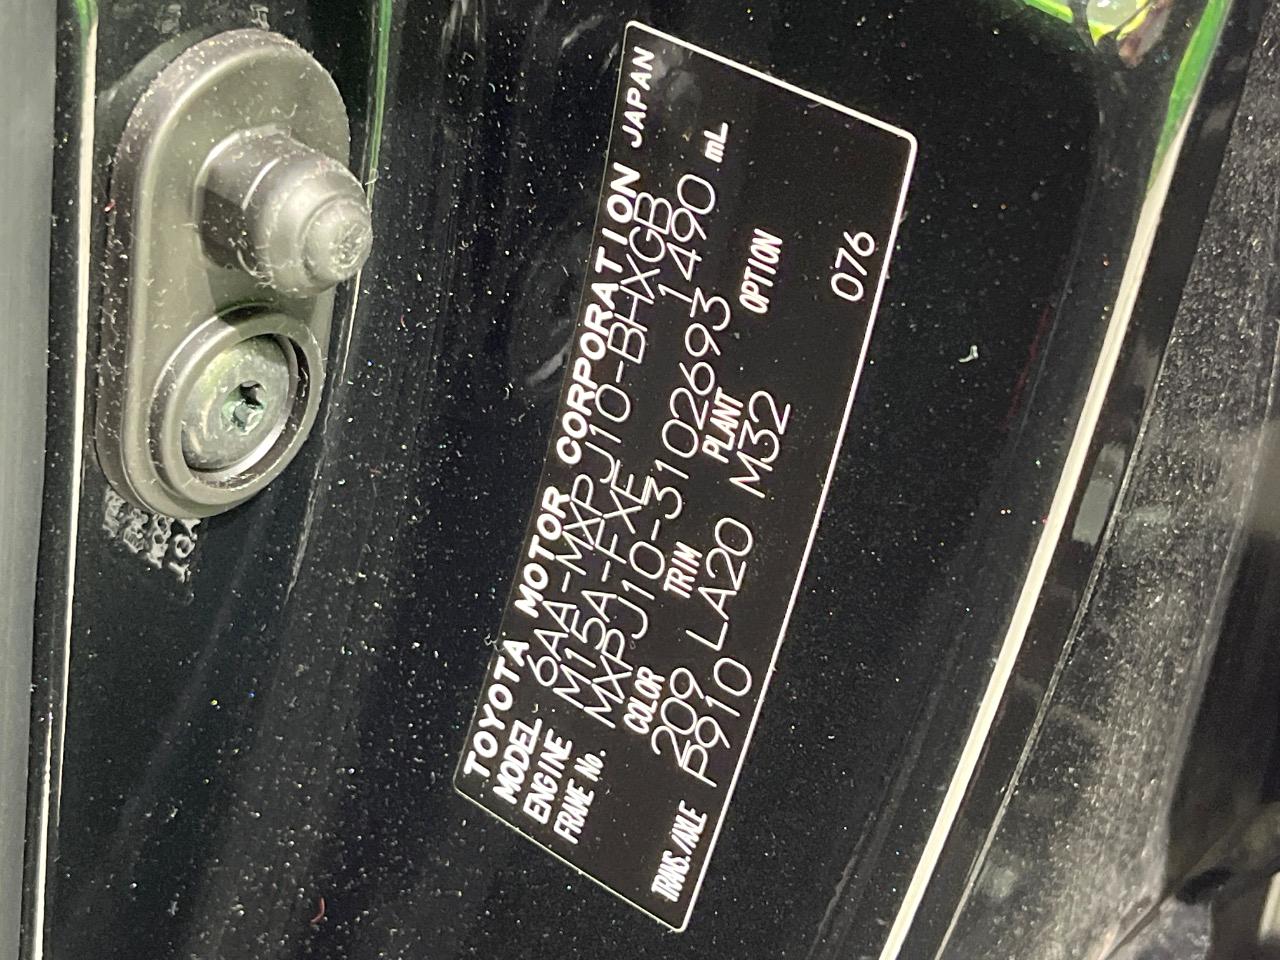 TOYOTA MOTOR CORPORATION JAPAN
MODEL 6AA-MXPJ10-BHXGB
ENGINE M15A-FXE 1490 mL
FRAME No. MXPJ10-3102693
COLOR TRIM PLANT OPTION
209 LA20 M32
TRANS./AXLE P910 076